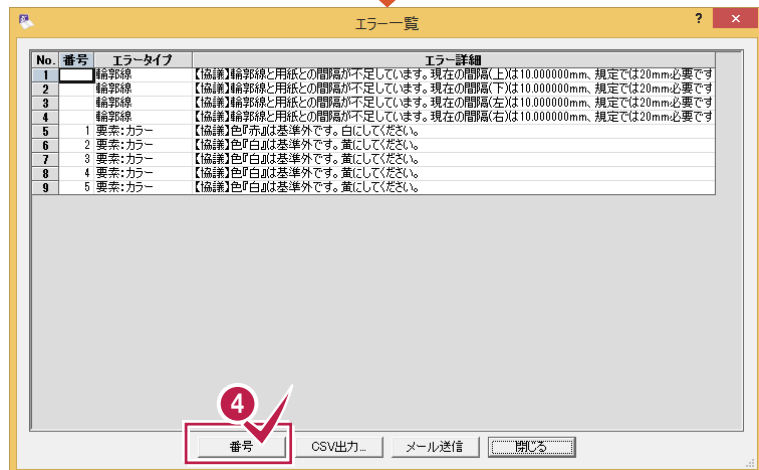 エラー一覧
? ×
No. 番号 エラータイプ エラー詳細
1 輪郭線 【協議】輪郭線と用紙との間隔が不足しています。現在の間隔(上)は10.000000mm、規定では20mm必要です
2 輪郭線 【協議】輪郭線と用紙との間隔が不足しています。現在の間隔(下)は10.000000mm、規定では20mm必要です
3 輪郭線 【協議】輪郭線と用紙との間隔が不足しています。現在の間隔(左)は10.000000mm、規定では20mm必要です
4 輪郭線 【協議】輪郭線と用紙との間隔が不足しています。現在の間隔(右)は10.000000mm、規定では20mm必要です
5 1 要素:カラー 【協議】色『赤』は基準外です。白にしてください。
6 2 要素:カラー 【協議】色『白』は基準外です。黄にしてください。
7 3 要素:カラー 【協議】色『白』は基準外です。黄にしてください。
8 4 要素:カラー 【協議】色『白』は基準外です。黄にしてください。
9 5 要素:カラー 【協議】色『白』は基準外です。黄にしてください。
4
番号 CSV出力... メール送信 閉じる